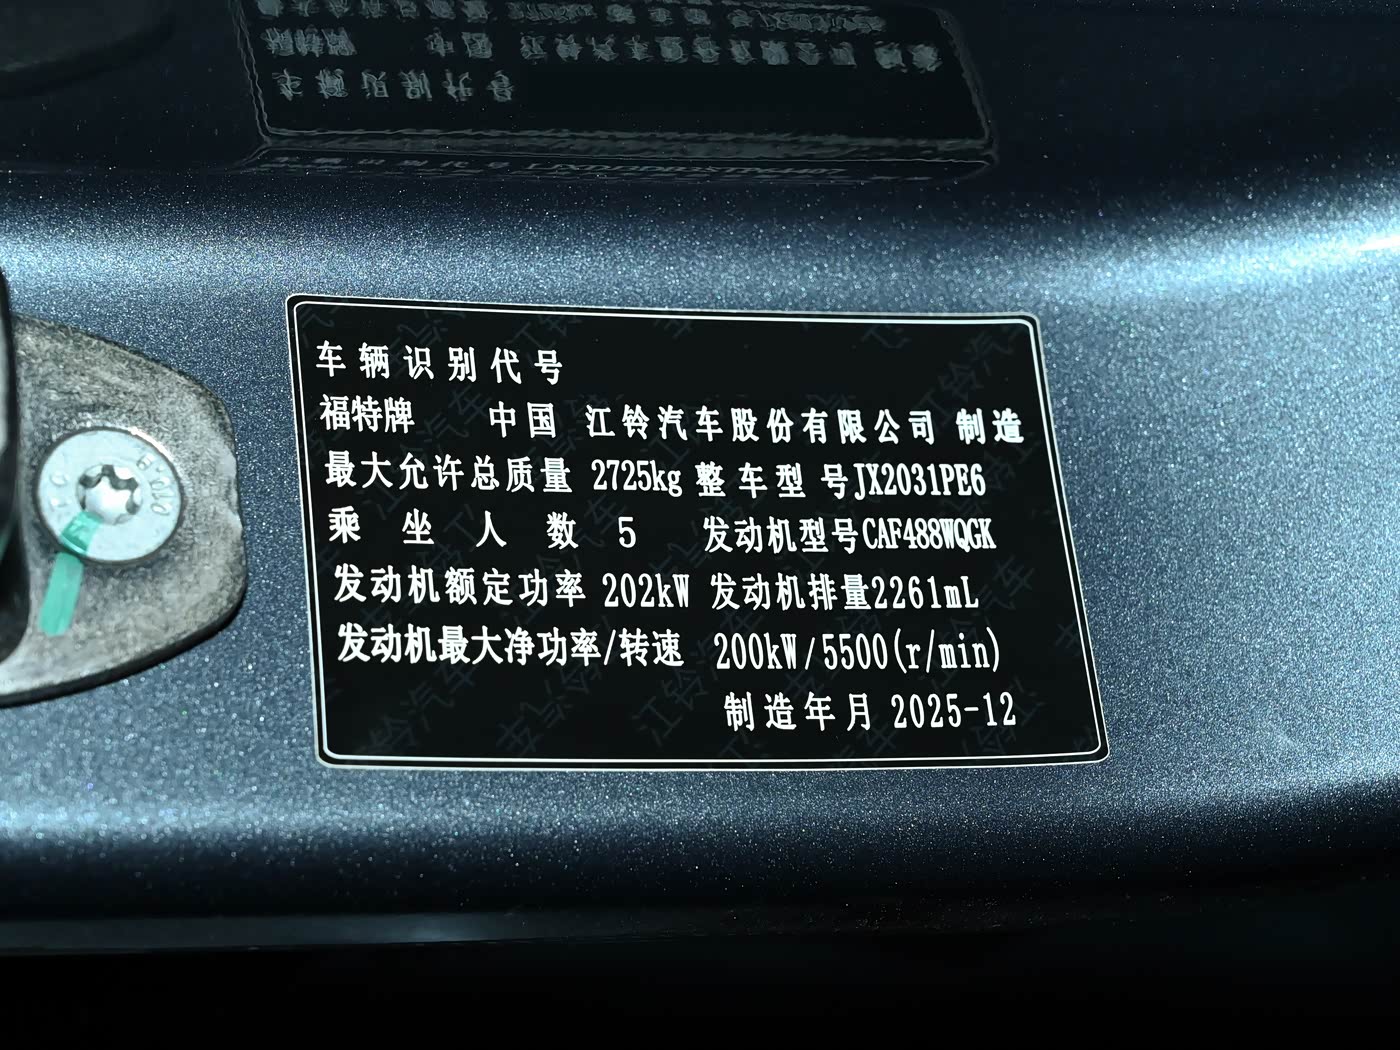 车辆识别代号
福特牌 中国 江铃汽车股份有限公司 制造
最大允许总质量 2725kg 整车型号JX2031PE6
乘坐人数 5 发动机型号CAF488WQGK
发动机额定功率 202kW 发动机排量2261mL
发动机最大净功率/转速 200kW/5500(r/min)
制造年月 2025-12